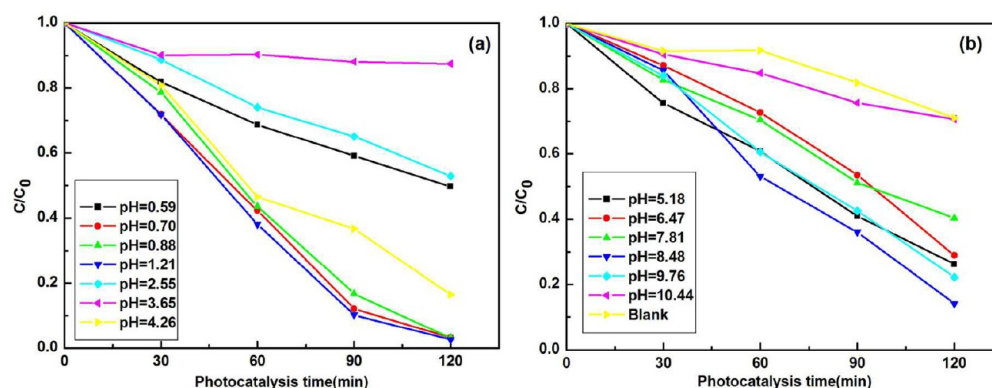 (a)
C/C0
1.0
0.8
0.6
0.4
0.2
0.0
pH=0.59
pH=0.70
pH=0.88
pH=1.21
pH=2.55
pH=3.65
pH=4.26
0 30 60 90 120
Photocatalysis time(min)
(b)
C/C0
1.0
0.8
0.6
0.4
0.2
0.0
pH=5.18
pH=6.47
pH=7.81
pH=8.48
pH=9.76
pH=10.44
Blank
0 30 60 90 120
Photocatalysis time(min)